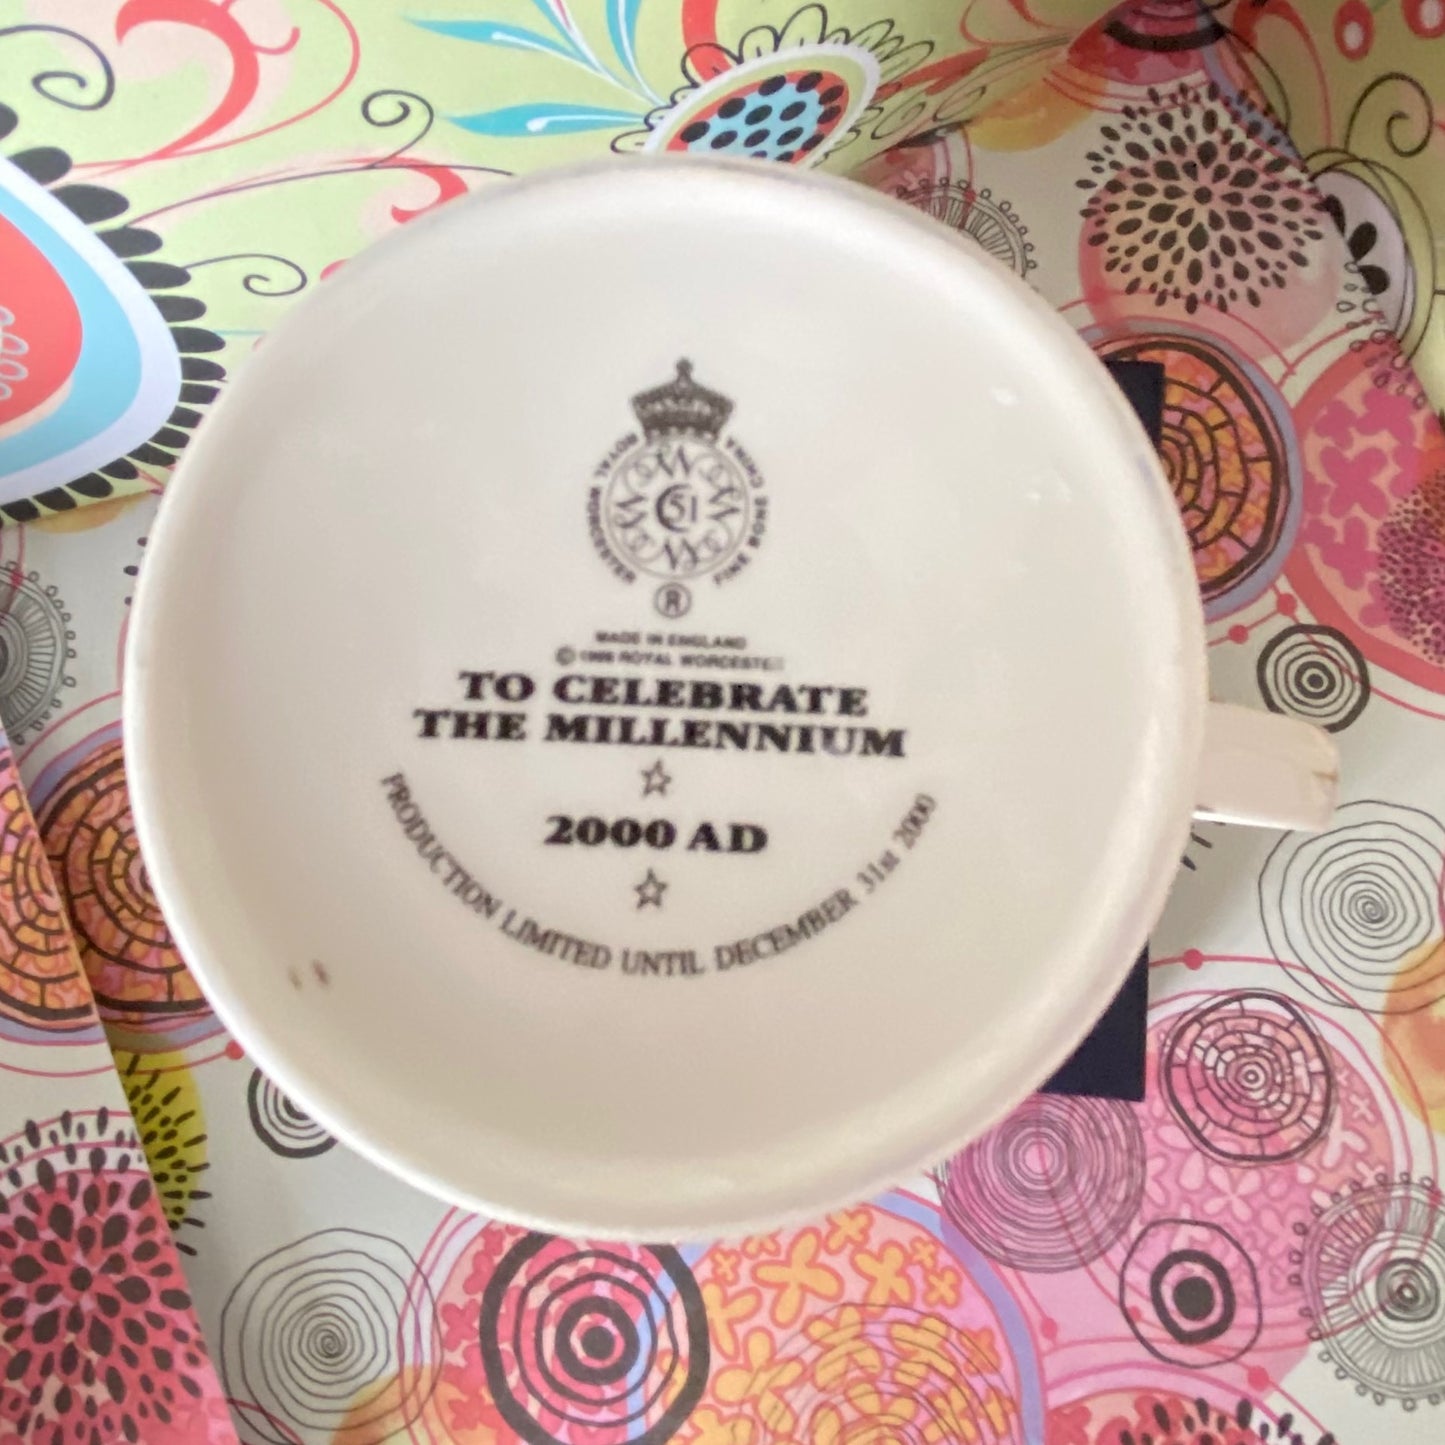 ROYAL WORCESTER
FINE BONE CHINA
51
®
MADE IN ENGLAND
© ROYAL WORCESTER
TO CELEBRATE
THE MILLENNIUM
2000 AD
PRODUCTION LIMITED UNTIL DECEMBER 31st 2000